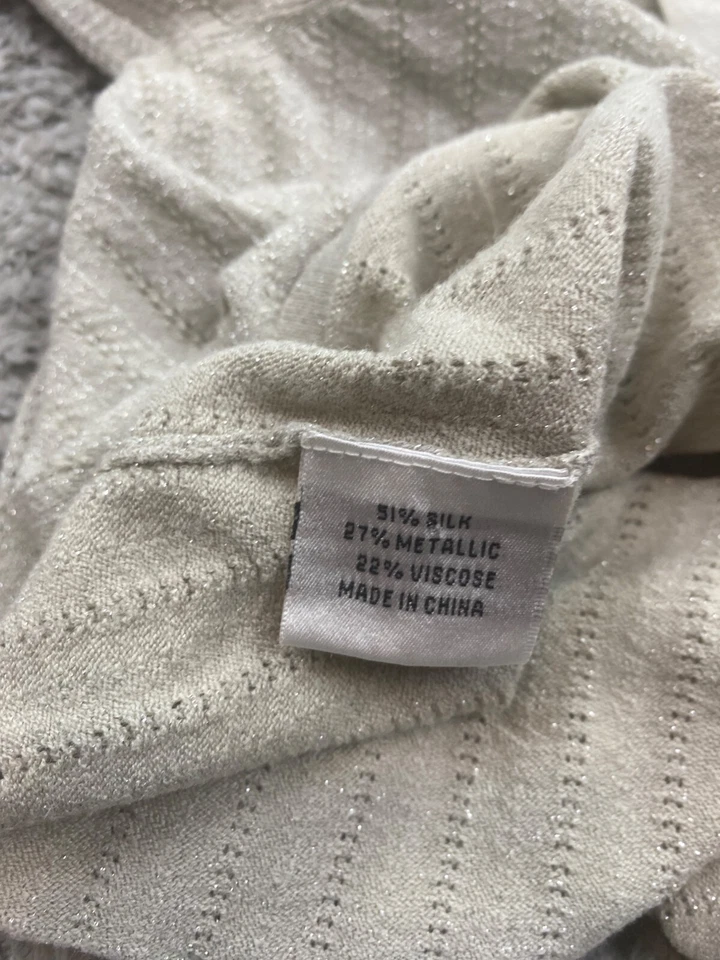 51% SILK
27% METALLIC
22% VISCOSE
MADE IN CHINA